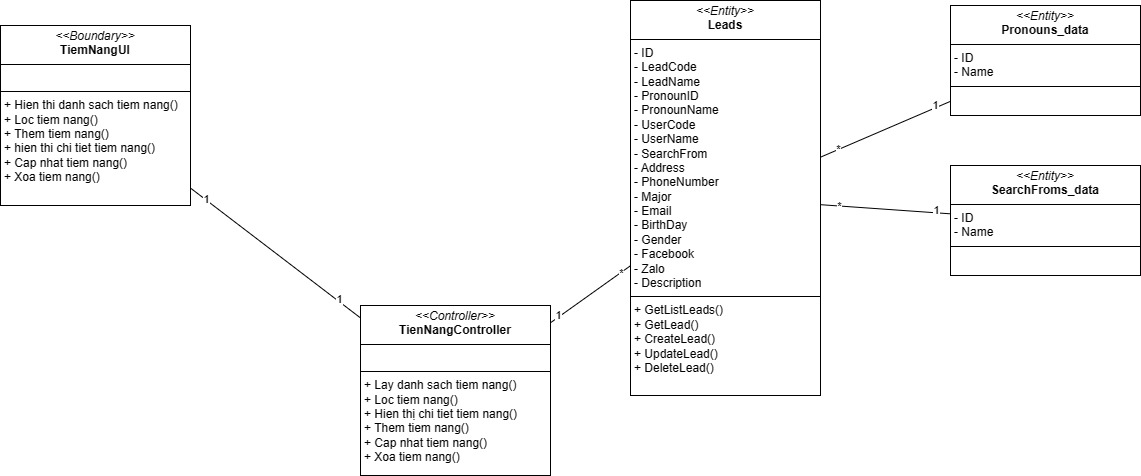 <<Boundary>>
TiemNangUI
+ Hien thi danh sach tiem nang()
+ Loc tiem nang()
+ Them tiem nang()
+ hien thi chi tiet tiem nang()
+ Cap nhat tiem nang()
+ Xoa tiem nang()
1
1
<<Controller>>
TienNangController
+ Lay danh sach tiem nang()
+ Loc tiem nang()
+ Hien thị chi tiet tiem nang()
+ Them tiem nang()
+ Cap nhat tiem nang()
+ Xoa tiem nang()
1
*
<<Entity>>
Leads
- ID
- LeadCode
- LeadName
- PronounID
- PronounName
- UserCode
- UserName
- SearchFrom
- Address
- PhoneNumber
- Major
- Email
- BirthDay
- Gender
- Facebook
- Zalo
- Description
+ GetListLeads()
+ GetLead()
+ CreateLead()
+ UpdateLead()
+ DeleteLead()
*
1
<<Entity>>
Pronouns_data
- ID
- Name
*
1
<<Entity>>
SearchFroms_data
- ID
- Name